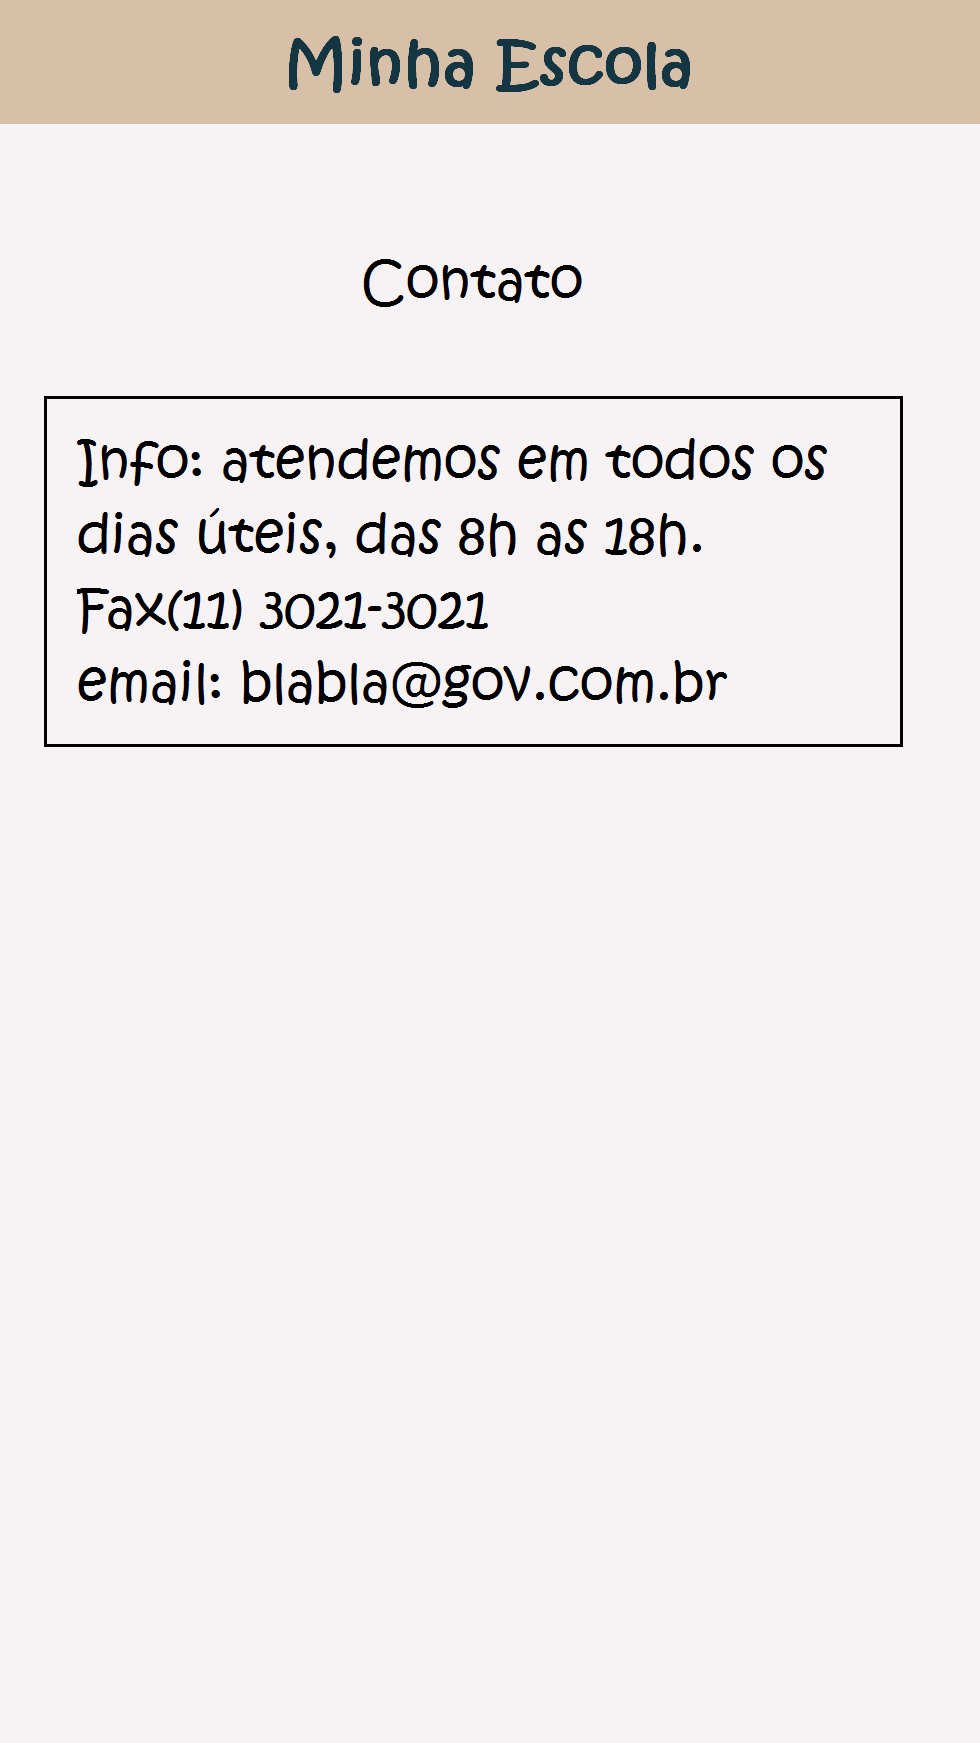 Minha Escola
Contato
Info: atendemos em todos os
dias úteis, das 8h as 18h.
Fax(11) 3021-3021
email: blabla@gov.com.br